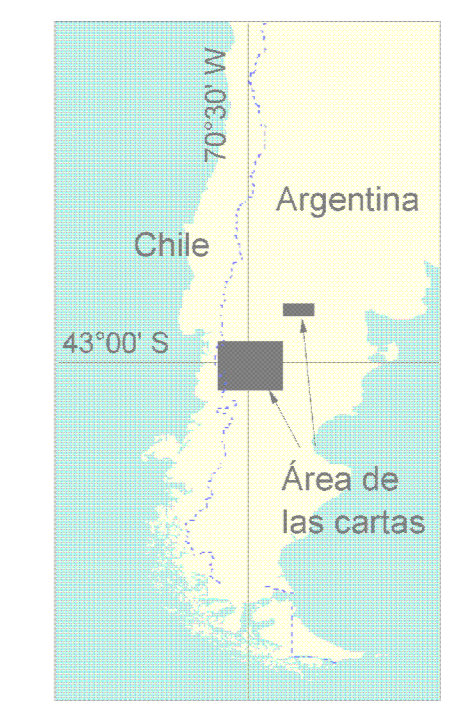 70°30' W
Argentina
Chile
43°00' S
Área de
las cartas